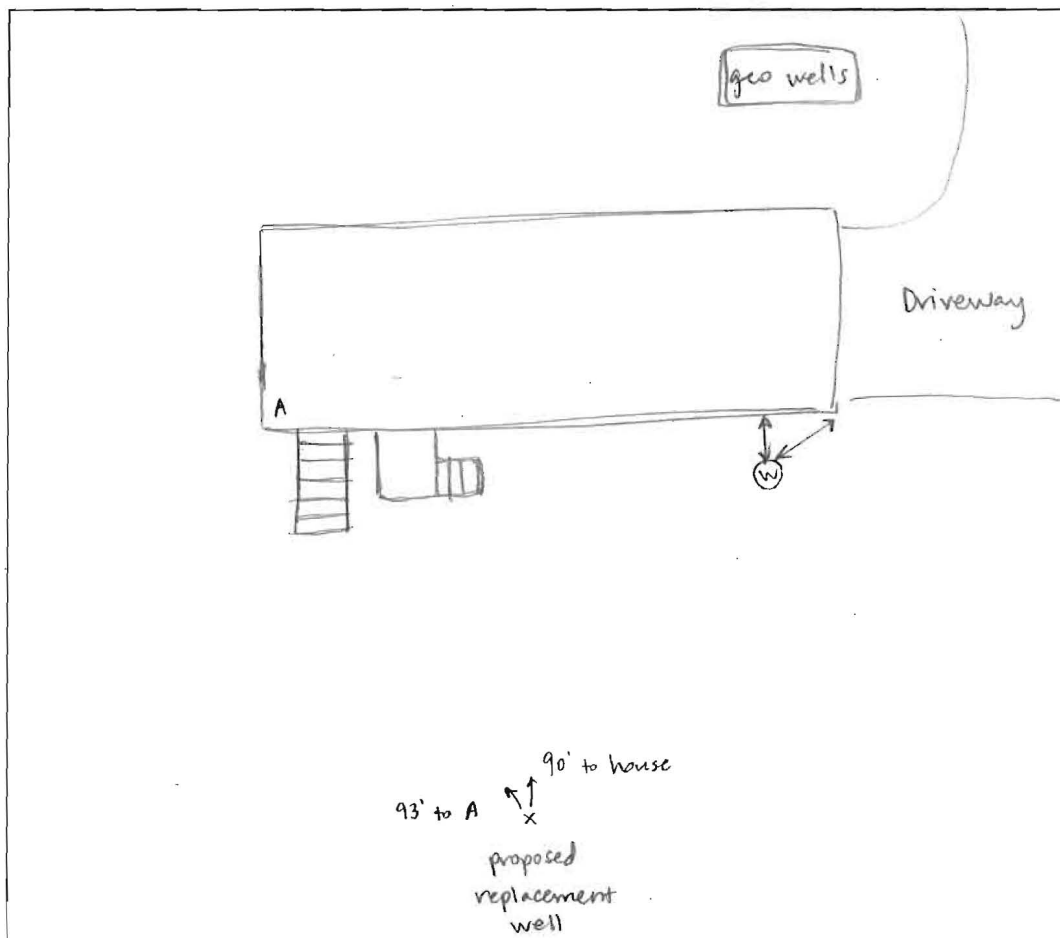 geo wells
Driveway
A
W
90' to house
93' to A
x
proposed
replacement
well